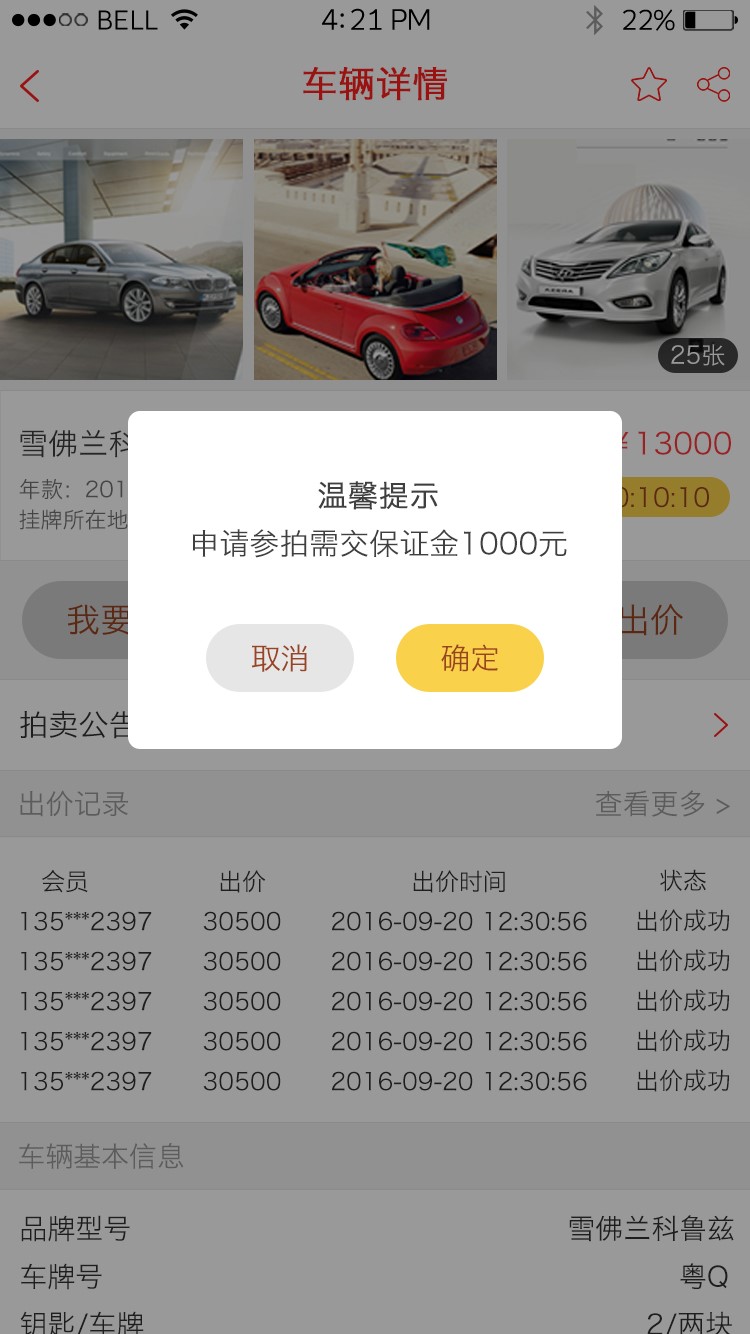 BELL 4:21 PM 22%
车辆详情
AZERA
25张
雪佛兰科
¥13000
年款：201
0:10:10
挂牌所在地
温馨提示
申请参拍需交保证金1000元
取消 确定
我要
出价
拍卖公告
出价记录 查看更多 >
会员 出价 出价时间 状态
135***2397 30500 2016-09-20 12:30:56 出价成功
135***2397 30500 2016-09-20 12:30:56 出价成功
135***2397 30500 2016-09-20 12:30:56 出价成功
135***2397 30500 2016-09-20 12:30:56 出价成功
135***2397 30500 2016-09-20 12:30:56 出价成功
车辆基本信息
品牌型号 雪佛兰科鲁兹
车牌号 粤Q
钥匙/车牌 2/两块